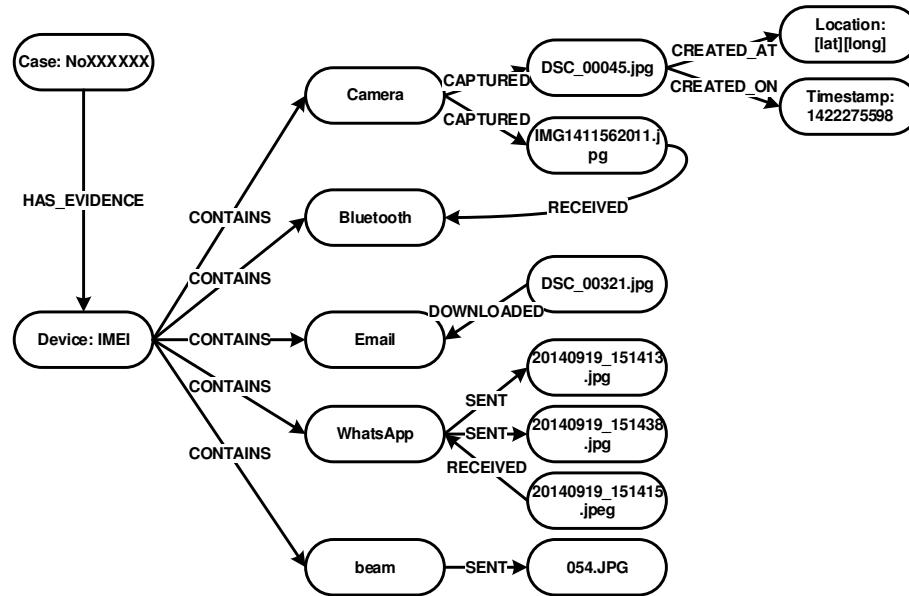 Case: NoXXXXXX
HAS_EVIDENCE
Device: IMEI
CONTAINS
CONTAINS
CONTAINS
CONTAINS
CONTAINS
Camera
Bluetooth
Email
WhatsApp
beam
CAPTURED
CAPTURED
RECEIVED
DOWNLOADED
SENT
SENT
RECEIVED
SENT
DSC_00045.jpg
IMG1411562011.j
pg
DSC_00321.jpg
20140919_151413
.jpg
20140919_151438
.jpg
20140919_151415
.jpeg
054.JPG
CREATED_AT
CREATED_ON
Location:
[lat][long]
Timestamp:
1422275598